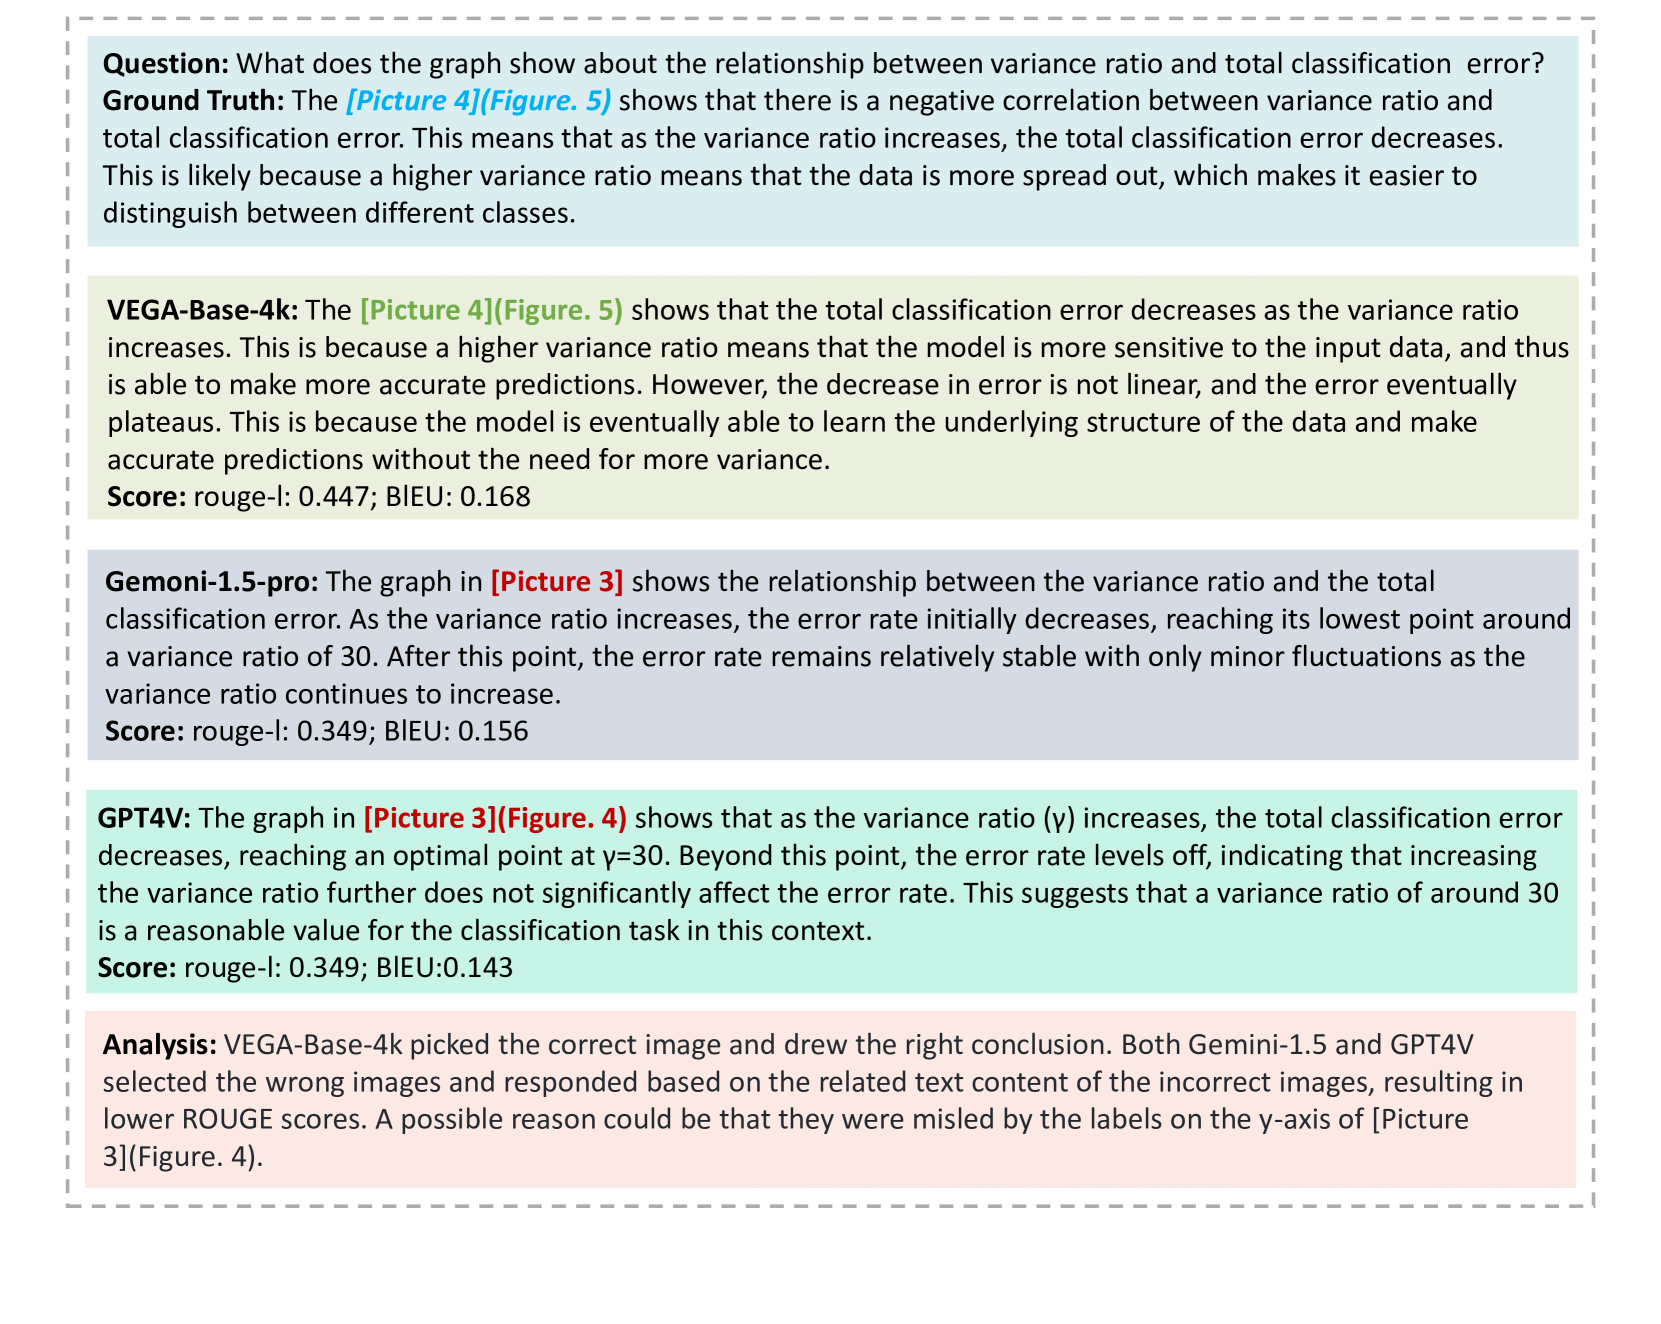 Question: What does the graph show about the relationship between variance ratio and total classification  error?
Ground Truth: The [Picture 4](Figure. 5) shows that there is a negative correlation between variance ratio and
total classification error. This means that as the variance ratio increases, the total classification error decreases.
This is likely because a higher variance ratio means that the data is more spread out, which makes it easier to
distinguish between different classes.
VEGA-Base-4k: The [Picture 4](Figure. 5) shows that the total classification error decreases as the variance ratio
increases. This is because a higher variance ratio means that the model is more sensitive to the input data, and thus
is able to make more accurate predictions. However, the decrease in error is not linear, and the error eventually
plateaus. This is because the model is eventually able to learn the underlying structure of the data and make
accurate predictions without the need for more variance.
Score: rouge-l: 0.447; BlEU: 0.168
Gemoni-1.5-pro: The graph in [Picture 3] shows the relationship between the variance ratio and the total
classification error. As the variance ratio increases, the error rate initially decreases, reaching its lowest point around
a variance ratio of 30. After this point, the error rate remains relatively stable with only minor fluctuations as the
variance ratio continues to increase.
Score: rouge-l: 0.349; BlEU: 0.156
GPT4V: The graph in [Picture 3](Figure. 4) shows that as the variance ratio (γ) increases, the total classification error
decreases, reaching an optimal point at γ=30. Beyond this point, the error rate levels off, indicating that increasing
the variance ratio further does not significantly affect the error rate. This suggests that a variance ratio of around 30
is a reasonable value for the classification task in this context.
Score: rouge-l: 0.349; BlEU:0.143
Analysis: VEGA-Base-4k picked the correct image and drew the right conclusion. Both Gemini-1.5 and GPT4V
selected the wrong images and responded based on the related text content of the incorrect images, resulting in
lower ROUGE scores. A possible reason could be that they were misled by the labels on the y-axis of [Picture
3](Figure. 4).